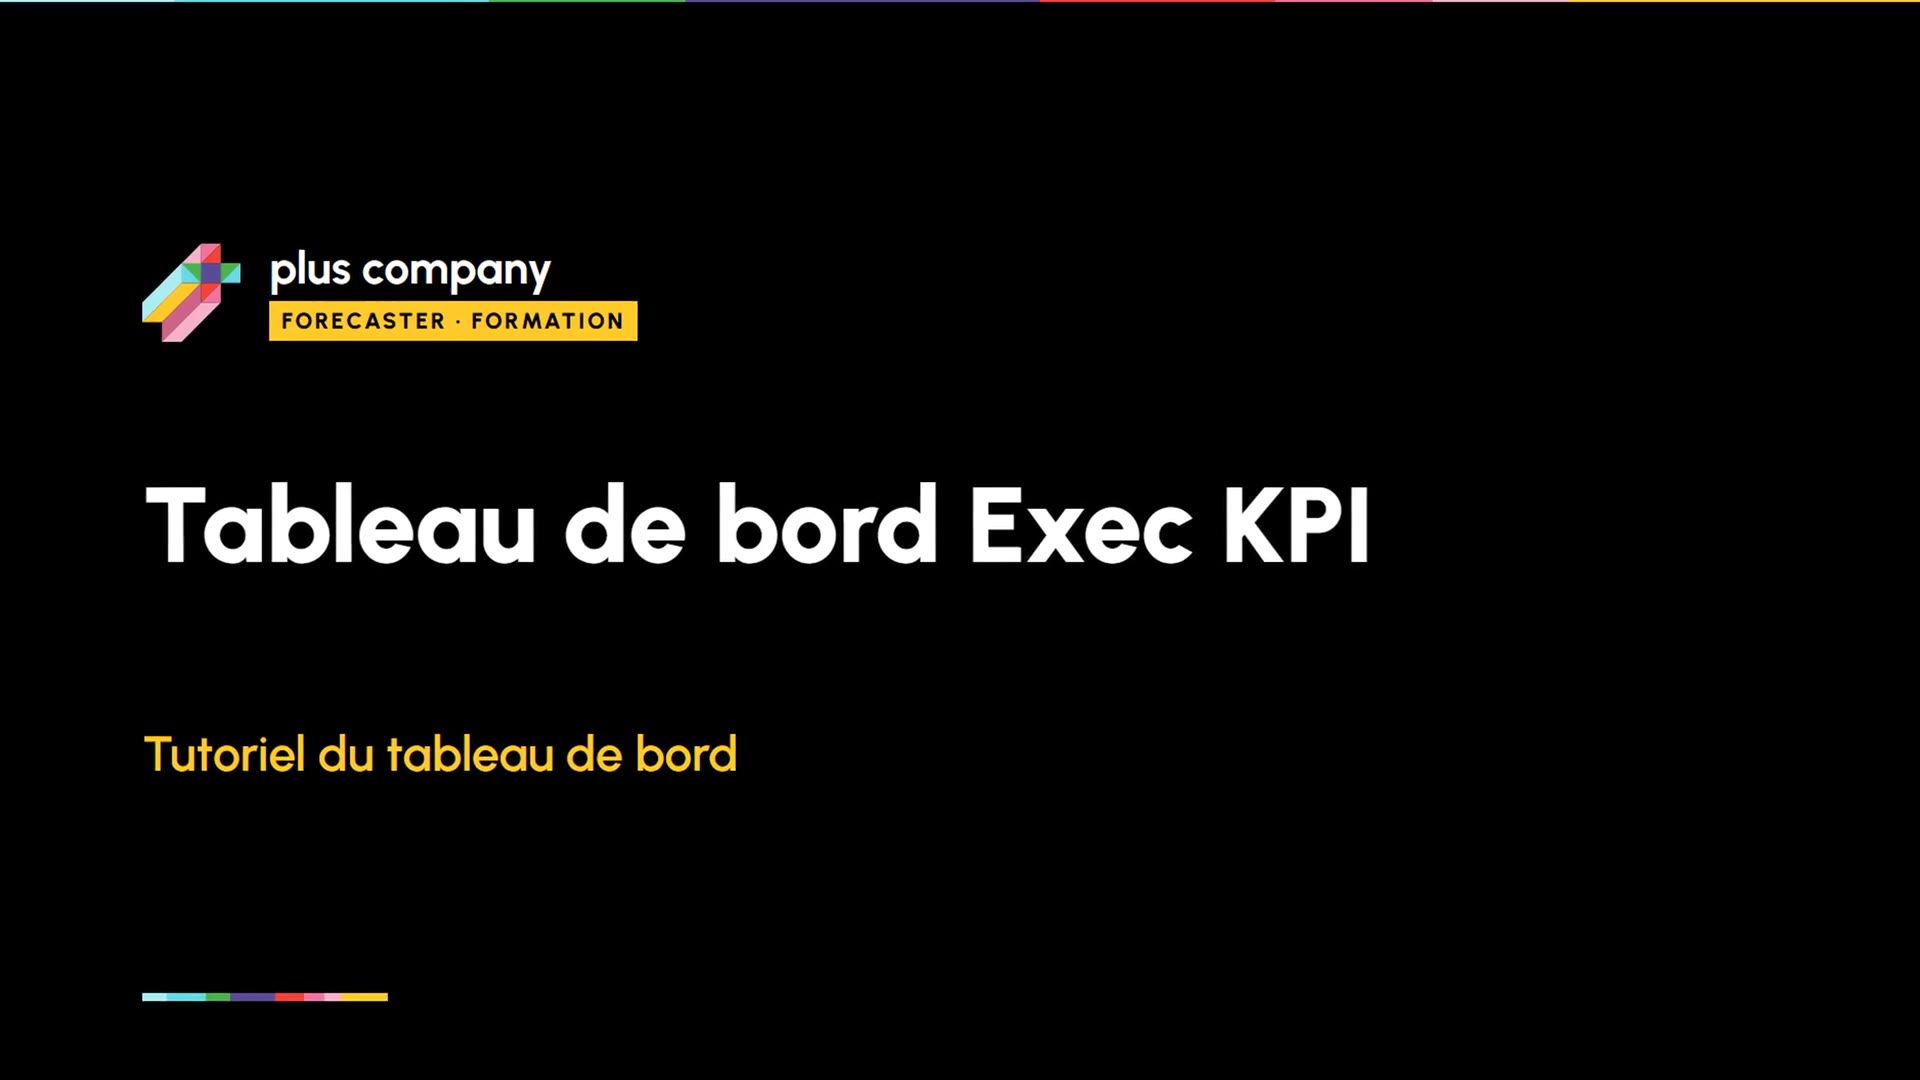 plus company
FORECASTER · FORMATION
Tableau de bord Exec KPI
Tutoriel du tableau de bord